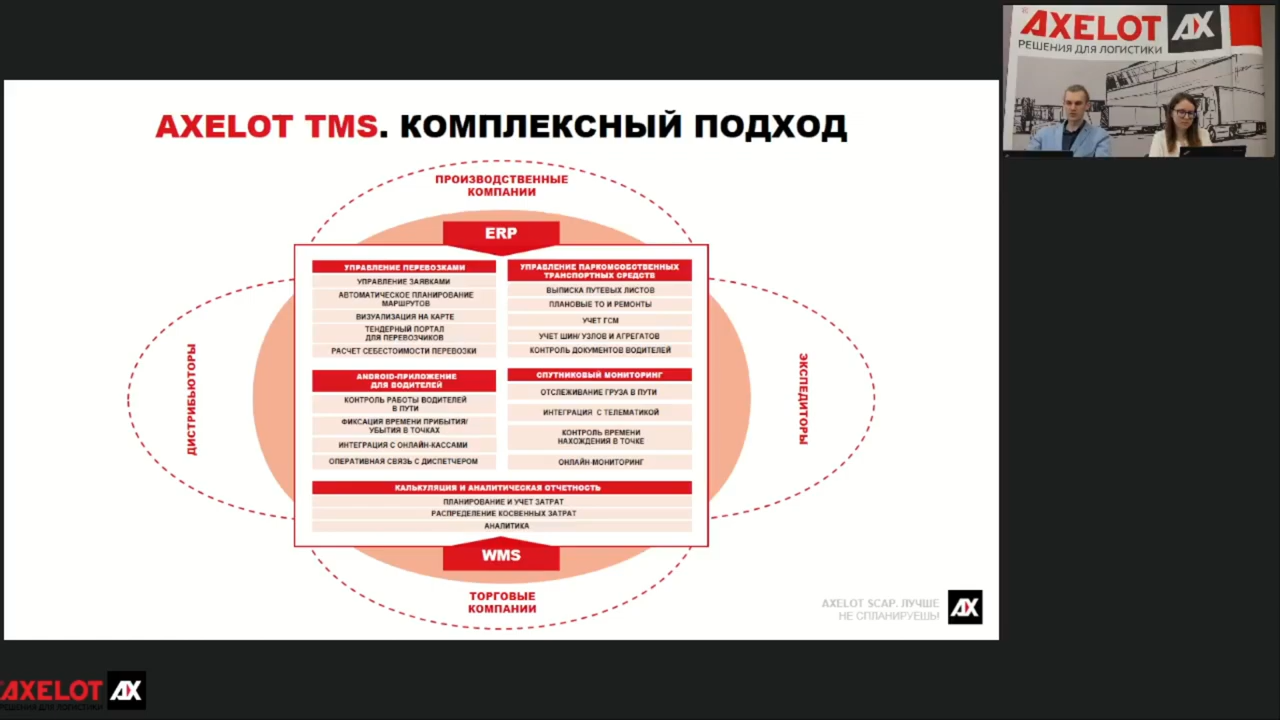 AXELOT AX
РЕШЕНИЯ ДЛЯ ЛОГИСТИКИ
AXELOT TMS. КОМПЛЕКСНЫЙ ПОДХОД
ПРОИЗВОДСТВЕННЫЕ
КОМПАНИИ
ERP
УПРАВЛЕНИЕ ПЕРЕВОЗКАМИ
УПРАВЛЕНИЕ ЗАЯВКАМИ
АВТОМАТИЧЕСКОЕ ПЛАНИРОВАНИЕ
МАРШРУТОВ
ВИЗУАЛИЗАЦИЯ НА КАРТЕ
ТЕНДЕРНЫЙ ПОРТАЛ
ДЛЯ ПЕРЕВОЗЧИКОВ
РАСЧЕТ СЕБЕСТОИМОСТИ ПЕРЕВОЗКИ
УПРАВЛЕНИЕ ПАРКОМСОБСТВЕННЫХ
ТРАНСПОРТНЫХ СРЕДСТВ
ВЫПИСКА ПУТЕВЫХ ЛИСТОВ
ПЛАНОВЫЕ ТО И РЕМОНТЫ
УЧЕТ ГСМ
УЧЕТ ШИН/ УЗЛОВ И АГРЕГАТОВ
КОНТРОЛЬ ДОКУМЕНТОВ ВОДИТЕЛЕЙ
ANDROID-ПРИЛОЖЕНИЕ
ДЛЯ ВОДИТЕЛЕЙ
КОНТРОЛЬ РАБОТЫ ВОДИТЕЛЕЙ
В ПУТИ
ФИКСАЦИЯ ВРЕМЕНИ ПРИБЫТИЯ/
УБЫТИЯ В ТОЧКАХ
ИНТЕГРАЦИЯ С ОНЛАЙН-КАССАМИ
ОПЕРАТИВНАЯ СВЯЗЬ С ДИСПЕТЧЕРОМ
СПУТНИКОВЫЙ МОНИТОРИНГ
ОТСЛЕЖИВАНИЕ ГРУЗА В ПУТИ
ИНТЕГРАЦИЯ С ТЕЛЕМАТИКОЙ
КОНТРОЛЬ ВРЕМЕНИ
НАХОЖДЕНИЯ В ТОЧКЕ
ОНЛАЙН-МОНИТОРИНГ
КАЛЬКУЛЯЦИЯ И АНАЛИТИЧЕСКАЯ ОТЧЕТНОСТЬ
ПЛАНИРОВАНИЕ И УЧЕТ ЗАТРАТ
РАСПРЕДЕЛЕНИЕ КОСВЕННЫХ ЗАТРАТ
АНАЛИТИКА
WMS
ДИСТРИБЬЮТОРЫ
ЭКСПЕДИТОРЫ
ТОРГОВЫЕ
КОМПАНИИ
AXELOT SCAP. ЛУЧШЕ
НЕ СПЛАНИРУЕШЬ
AX
AXELOT AX
РЕШЕНИЯ ДЛЯ ЛОГИСТИКИ